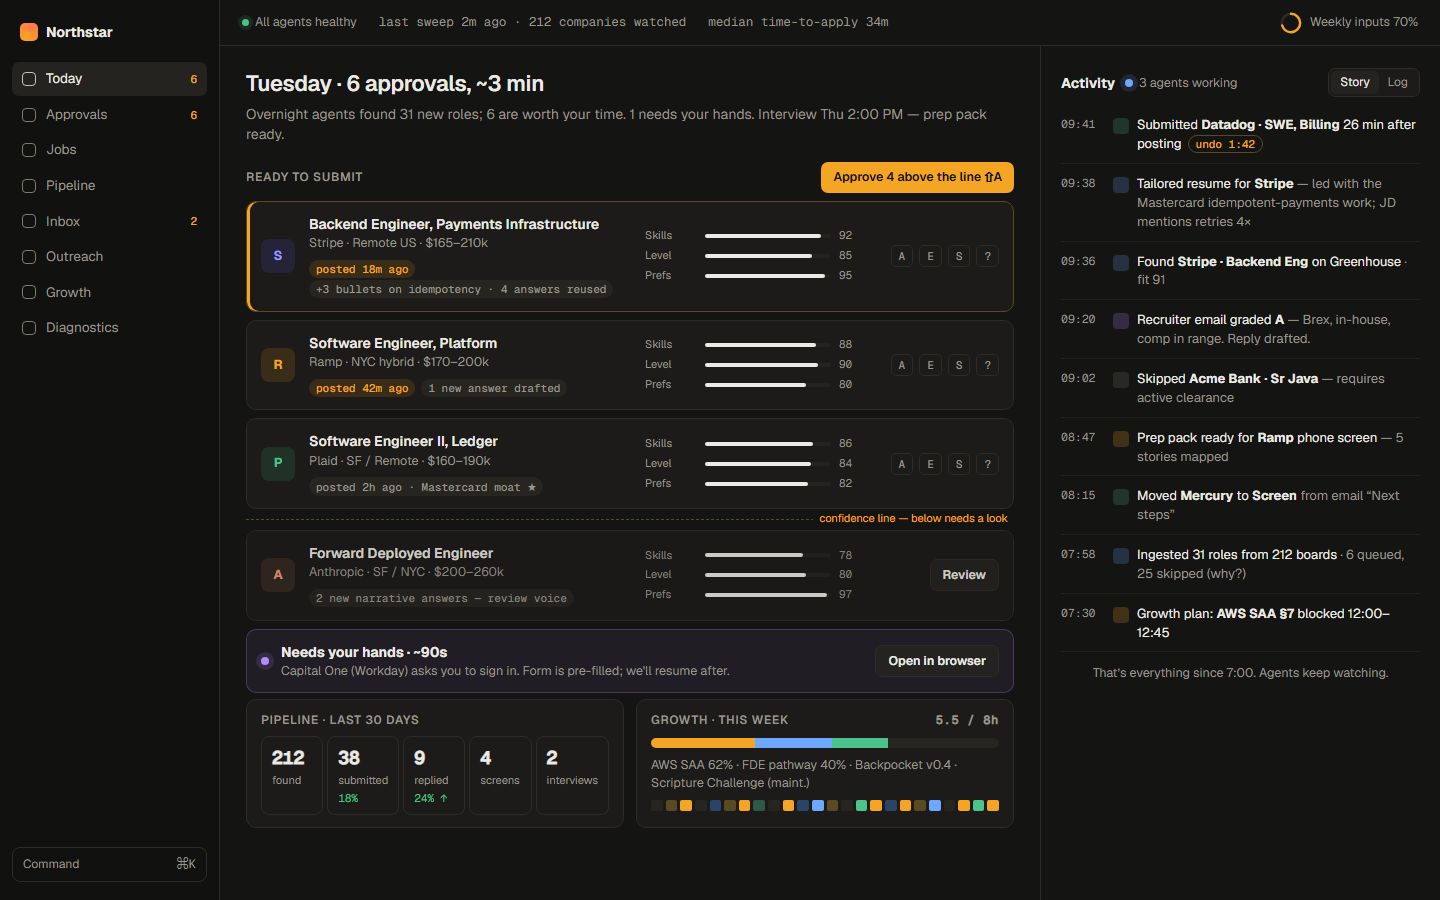 Northstar
Today 6
Approvals 6
Jobs
Pipeline
Inbox 2
Outreach
Growth
Diagnostics
Command ⌘K
All agents healthy last sweep 2m ago · 212 companies watched median time-to-apply 34m
Weekly inputs 70%
Tuesday · 6 approvals, ~3 min
Overnight agents found 31 new roles; 6 are worth your time. 1 needs your hands. Interview Thu 2:00 PM — prep pack
ready.
READY TO SUBMIT
Approve 4 above the line ⇧A
S
Backend Engineer, Payments Infrastructure
Stripe · Remote US · $165–210k
posted 18m ago
+3 bullets on idempotency · 4 answers reused
Skills 92
Level 85
Prefs 95
A E S ?
R
Software Engineer, Platform
Ramp · NYC hybrid · $170–200k
posted 42m ago 1 new answer drafted
Skills 88
Level 90
Prefs 80
A E S ?
P
Software Engineer II, Ledger
Plaid · SF / Remote · $160–190k
posted 2h ago · Mastercard moat ★
Skills 86
Level 84
Prefs 82
A E S ?
confidence line — below needs a look
A
Forward Deployed Engineer
Anthropic · SF / NYC · $200–260k
2 new narrative answers — review voice
Skills 78
Level 80
Prefs 97
Review
Needs your hands · ~90s
Capital One (Workday) asks you to sign in. Form is pre-filled; we'll resume after.
Open in browser
PIPELINE · LAST 30 DAYS
212
found
38
submitted
18%
9
replied
24% ↑
4
screens
2
interviews
GROWTH · THIS WEEK 5.5 / 8h
AWS SAA 62% · FDE pathway 40% · Backpocket v0.4 ·
Scripture Challenge (maint.)
Activity 3 agents working
Story Log
09:41 Submitted Datadog · SWE, Billing 26 min after
posting undo 1:42
09:38 Tailored resume for Stripe — led with the
Mastercard idempotent-payments work; JD
mentions retries 4×
09:36 Found Stripe · Backend Eng on Greenhouse ·
fit 91
09:20 Recruiter email graded A — Brex, in-house,
comp in range. Reply drafted.
09:02 Skipped Acme Bank · Sr Java — requires
active clearance
08:47 Prep pack ready for Ramp phone screen — 5
stories mapped
08:15 Moved Mercury to Screen from email “Next
steps”
07:58 Ingested 31 roles from 212 boards · 6 queued,
25 skipped (why?)
07:30 Growth plan: AWS SAA §7 blocked 12:00–
12:45
That's everything since 7:00. Agents keep watching.